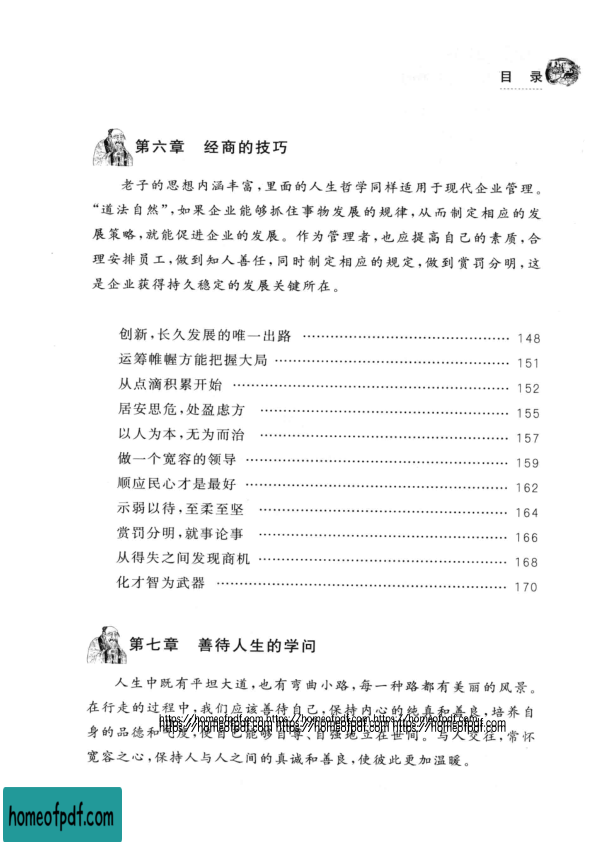 目 录
第六章 经商的技巧
老子的思想内涵丰富，里面的人生哲学同样适用于现代企业管理。
“道法自然”，如果企业能够抓住事物发展的规律，从而制定相应的发
展策略，就能促进企业的发展。作为管理者，也应提高自己的素质，合
理安排员工，做到知人善任，同时制定相应的规定，做到赏罚分明，这
是企业获得持久稳定的发展关键所在。
创新，长久发展的唯一出路 …………………………………… 148
运筹帷幄方能把握大局 ………………………………………… 151
从点滴积累开始 ………………………………………………… 152
居安思危，处盈虑方 …………………………………………… 155
以人为本，无为而治 …………………………………………… 157
做一个宽容的领导 ……………………………………………… 159
顺应民心才是最好 ……………………………………………… 162
示弱以待，至柔至坚 …………………………………………… 164
赏罚分明，就事论事 …………………………………………… 166
从得失之间发现商机 …………………………………………… 168
化才智为武器 …………………………………………………… 170
第七章 善待人生的学问
人生中既有平坦大道，也有弯曲小路，每一种路都有美丽的风景。
在行走的过程中，我们应该善待自己，保持内心的纯真和善良，培养自
https://homeofpdf.com https://homeofpdf.com https://homeofpdf.com https://homeofpdf.com
身的品德和气度，使自己能够自尊、自强地立在世间。与人交往，常怀
https://homeofpdf.com https://homeofpdf.com https://homeofpdf.com
宽容之心，保持人与人之间的真诚和善良，使彼此更加温暖。
homeofpdf.com